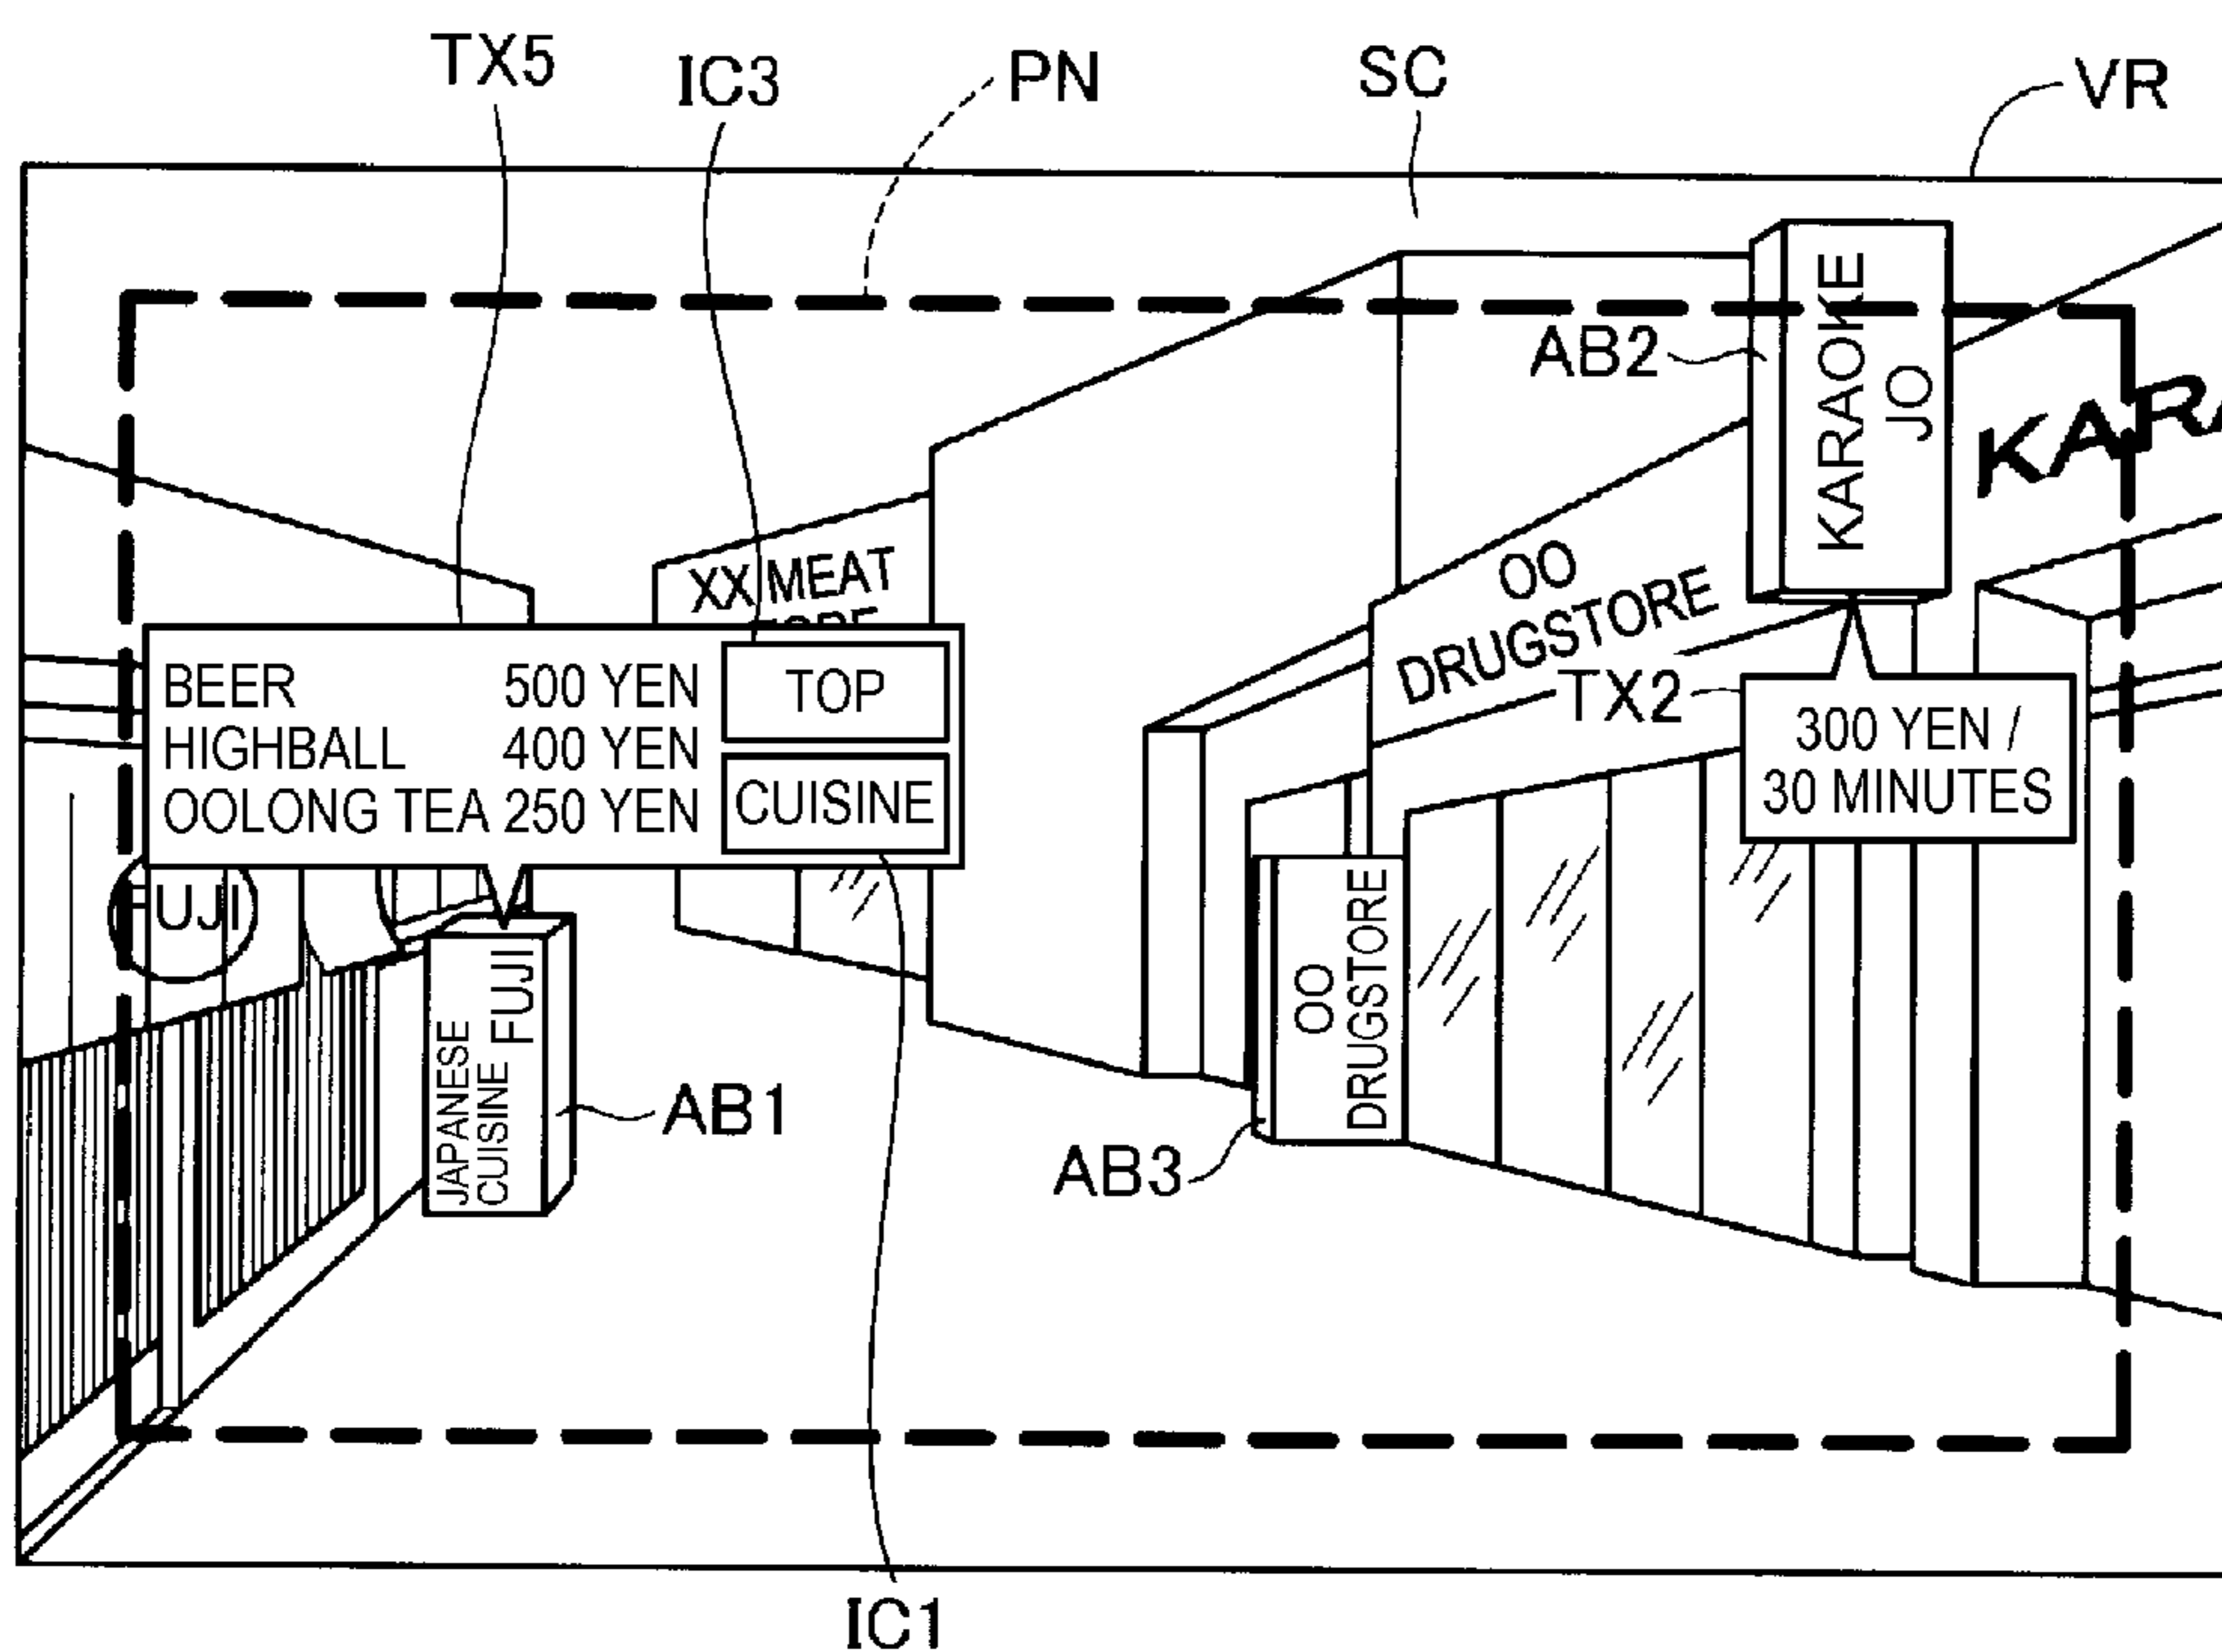 TX5
IC3
PN
SC
VR
KARAOKE
JO
AB2
XX MEAT
OO
DRUGSTORE
TX2
BEER 500 YEN
HIGHBALL 400 YEN
OOLONG TEA 250 YEN
TOP
CUISINE
300 YEN /
30 MINUTES
FUJI
JAPANESE
CUISINE
FUJI
AB1
OO
DRUGSTORE
AB3
IC1